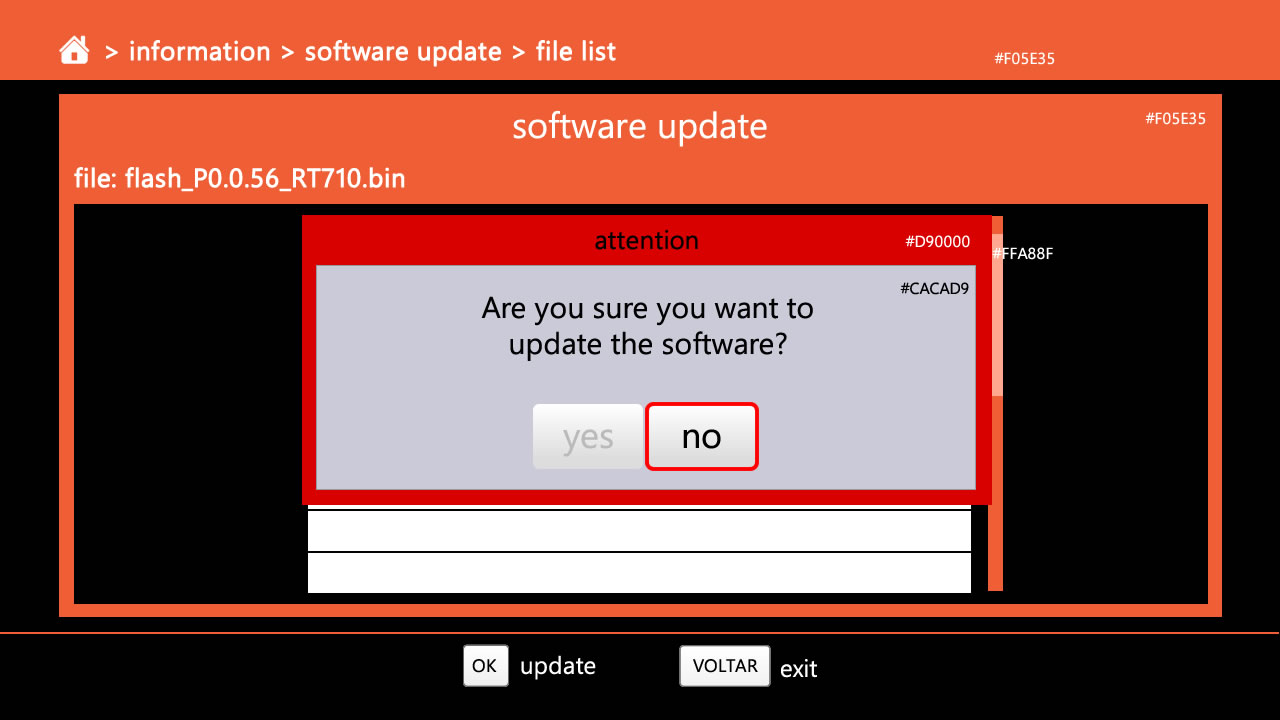 > information > software update > file list
#F05E35
software update
#F05E35
file: flash_P0.0.56_RT710.bin
attention
#D90000
#FFA88F
#CACAD9
Are you sure you want to
update the software?
yes
no
OK update
VOLTAR exit